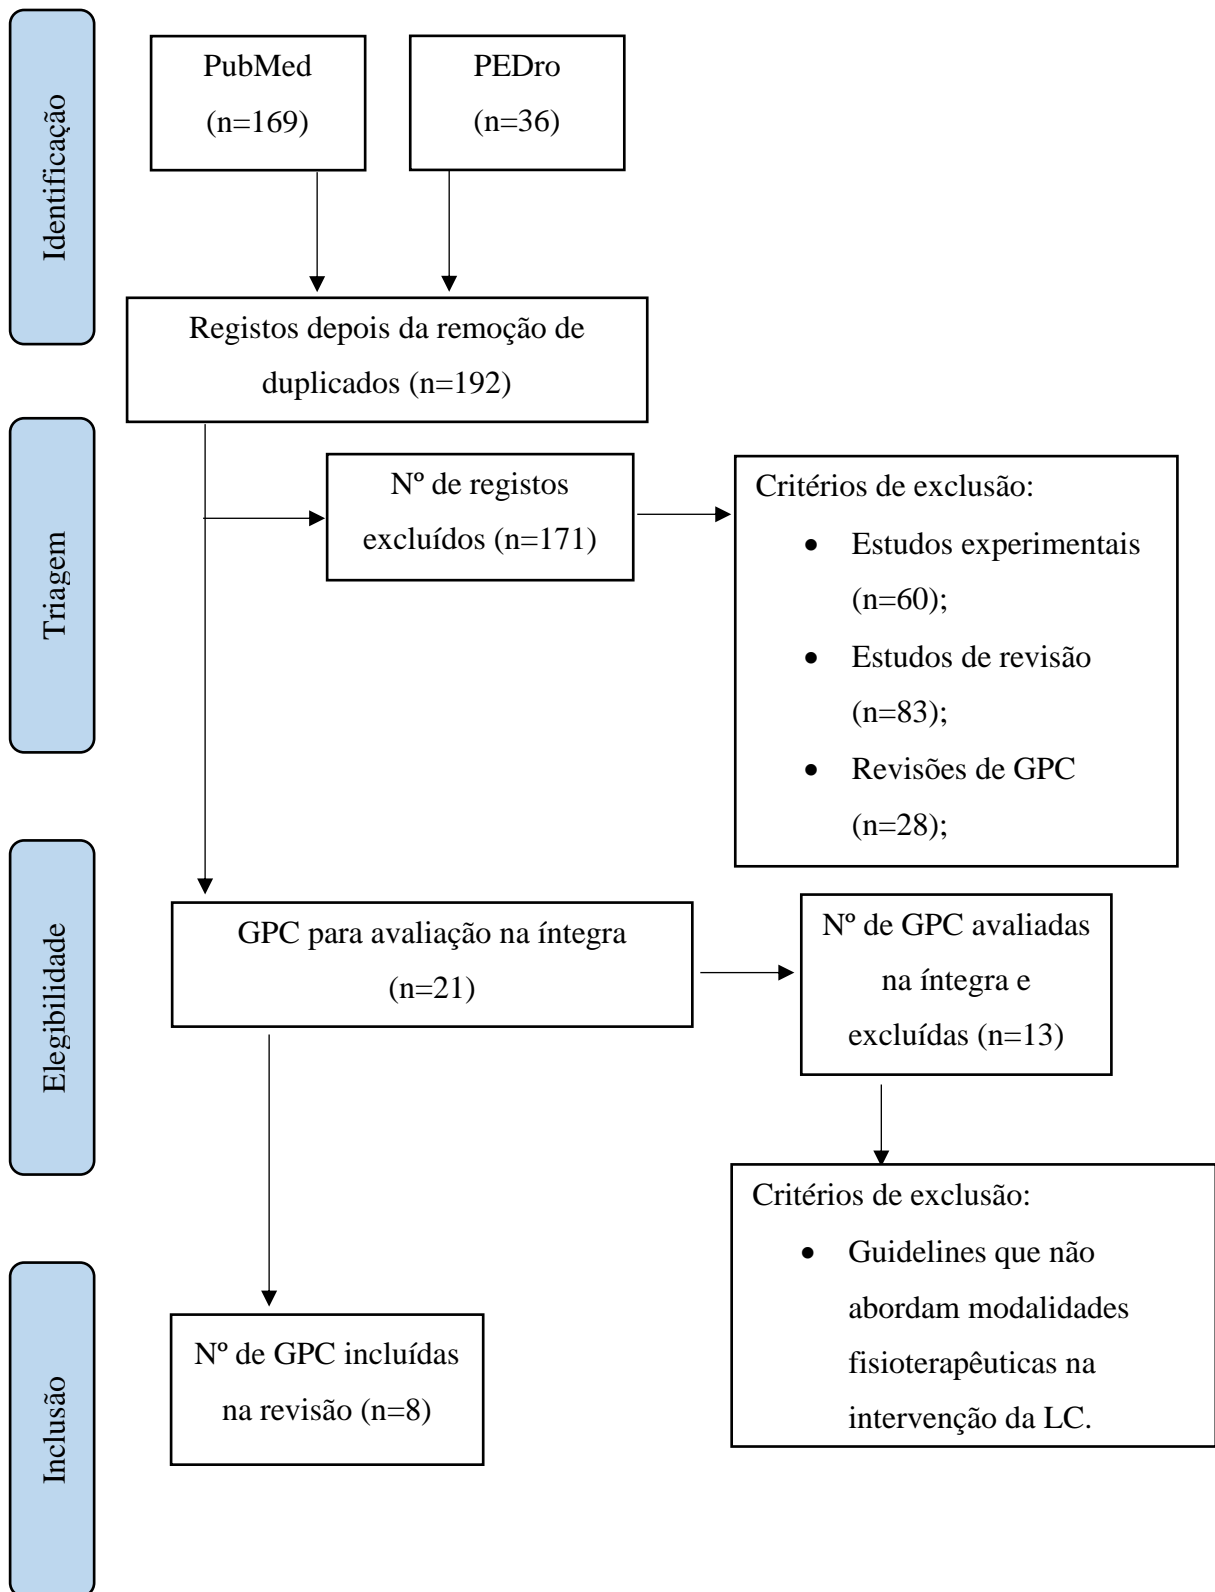 Identificação
PubMed
(n=169)
PEDro
(n=36)
Registos depois da remoção de
duplicados (n=192)
Triagem
Nº de registos
excluídos (n=171)
Critérios de exclusão:
• Estudos experimentais
(n=60);
• Estudos de revisão
(n=83);
• Revisões de GPC
(n=28);
Elegibilidade
GPC para avaliação na íntegra
(n=21)
Nº de GPC avaliadas
na íntegra e
excluídas (n=13)
Critérios de exclusão:
• Guidelines que não
abordam modalidades
fisioterapêuticas na
intervenção da LC.
Inclusão
Nº de GPC incluídas
na revisão (n=8)